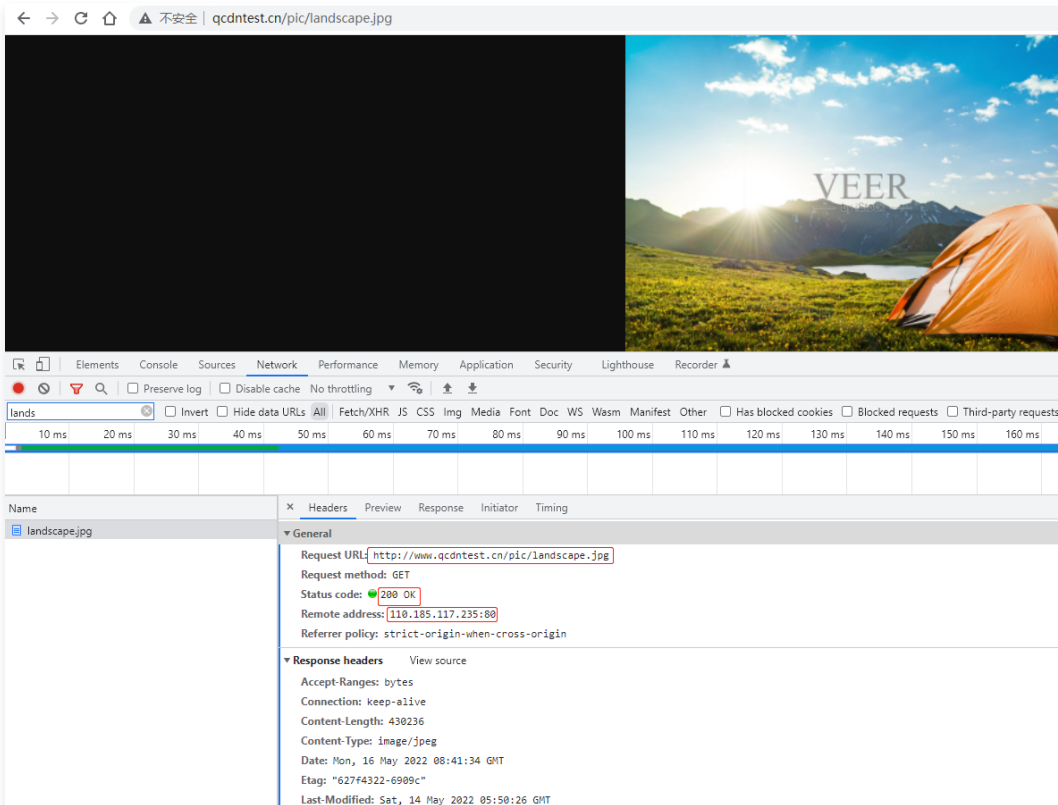 不安全 qcdntest.cn/pic/landscape.jpg
VEER
Elements Console Sources Network Performance Memory Application Security Lighthouse Recorder
Preserve log Disable cache No throttling
lands Invert Hide data URLs All Fetch/XHR JS CSS Img Media Font Doc WS Wasm Manifest Other Has blocked cookies Blocked requests Third-party requests
10 ms 20 ms 30 ms 40 ms 50 ms 60 ms 70 ms 80 ms 90 ms 100 ms 110 ms 120 ms 130 ms 140 ms 150 ms 160 ms
Name × Headers Preview Response Initiator Timing
landscape.jpg
General
Request URL: http://www.qcdntest.cn/pic/landscape.jpg
Request method: GET
Status code: 200 OK
Remote address: 110.185.117.235:80
Referrer policy: strict-origin-when-cross-origin
Response headers View source
Accept-Ranges: bytes
Connection: keep-alive
Content-Length: 430236
Content-Type: image/jpeg
Date: Mon, 16 May 2022 08:41:34 GMT
Etag: "627f4322-6909c"
Last-Modified: Sat, 14 May 2022 05:50:26 GMT